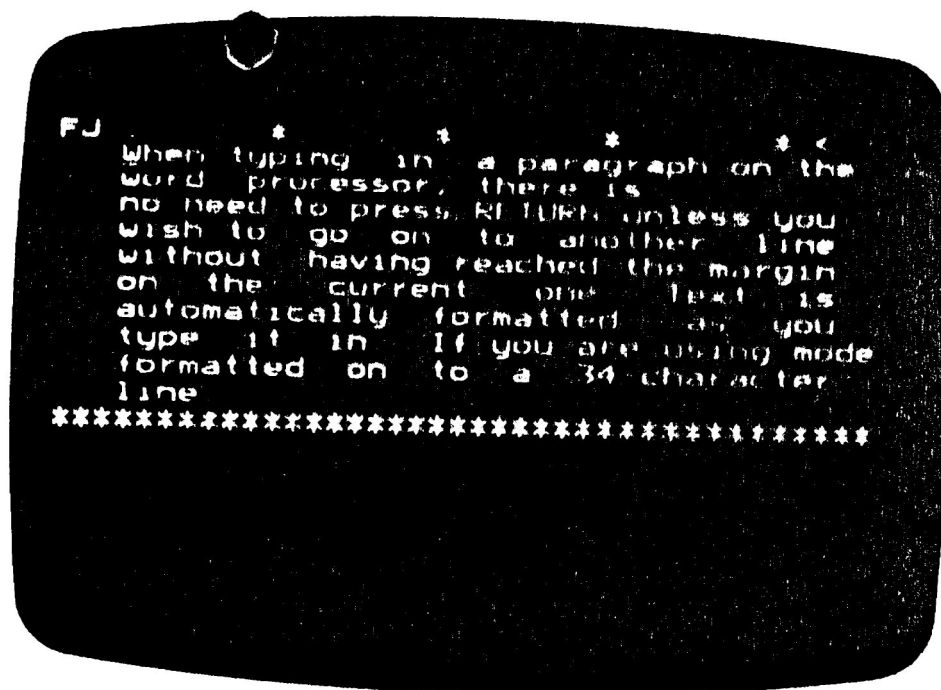 FJ . * * * * <
When typing in a paragraph on the
word processor, there is
no need to press RETURN unless you
wish to go on to another line
without having reached the margin
on the current one Text is
automatically formatted as you
type it in If you are using mode
formatted on to a 34 character
line
************************************************